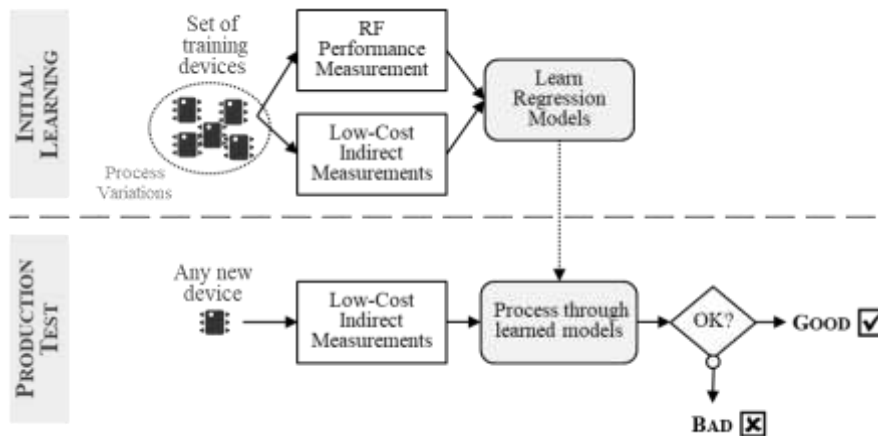 INITIAL
LEARNING
Set of
training
devices
Process
Variations
RF
Performance
Measurement
Low-Cost
Indirect
Measurements
Learn
Regression
Models
PRODUCTION
TEST
Any new
device
Low-Cost
Indirect
Measurements
Process through
learned models
OK?
GOOD
BAD